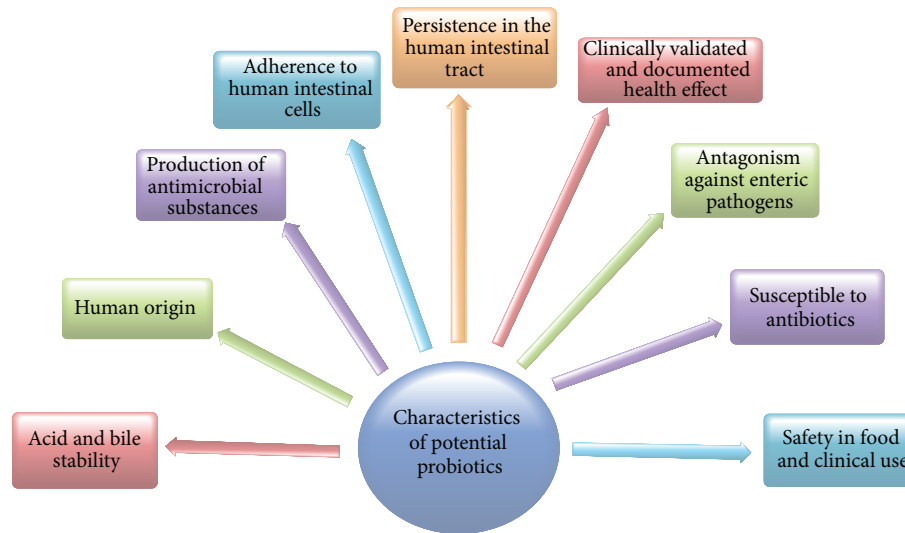 Persistence in the
human intestinal
tract
Clinically validated
and documented
health effect
Adherence to
human intestinal
cells
Antagonism
against enteric
pathogens
Production of
antimicrobial
substances
Susceptible to
antibiotics
Human origin
Characteristics
of potential
probiotics
Acid and bile
stability
Safety in food
and clinical use